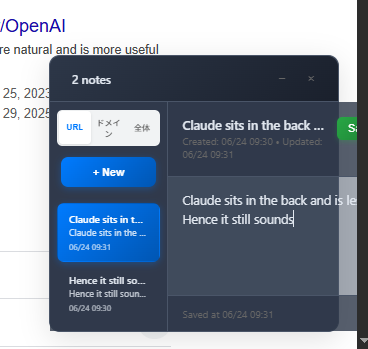 /OpenAI
re natural and is more useful
25, 2023
29, 2025
2 notes
URL
ドメイン
全体
+ New
Claude sits in t...
Claude sits in the ...
06/24 09:31
Hence it still so...
Hence it still soun...
06/24 09:30
Claude sits in the back ...
Created: 06/24 09:30 • Updated:
06/24 09:31
Sa
Claude sits in the back and is le
Hence it still sounds
Saved at 06/24 09:31